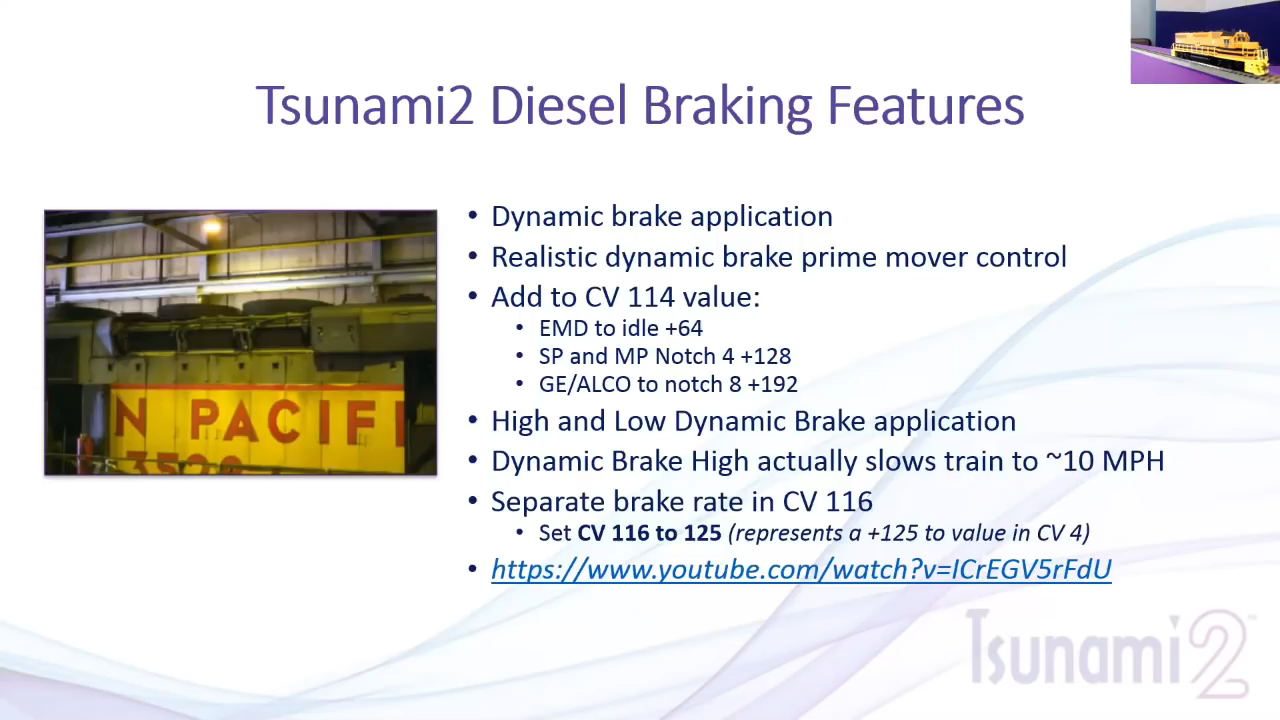 Tsunami2 Diesel Braking Features
• Dynamic brake application
• Realistic dynamic brake prime mover control
• Add to CV 114 value:
• EMD to idle +64
• SP and MP Notch 4 +128
• GE/ALCO to notch 8 +192
• High and Low Dynamic Brake application
• Dynamic Brake High actually slows train to ~10 MPH
• Separate brake rate in CV 116
• Set CV 116 to 125 (represents a +125 to value in CV 4)
• https://www.youtube.com/watch?v=ICrEGV5rFdU
N PACIFI
Tsunami2™